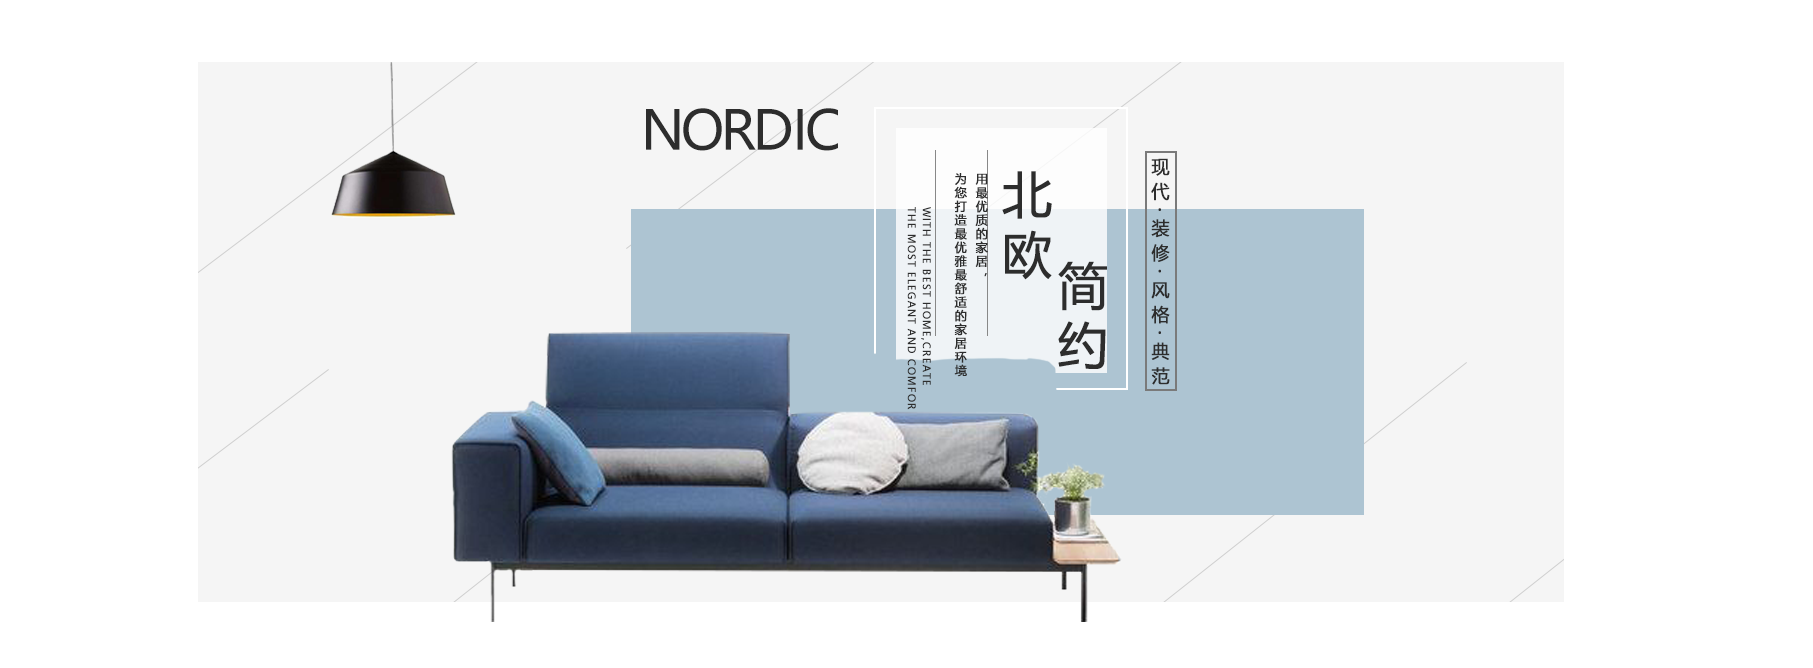 NORDIC
现代·装修·风格·典范
北欧
简约
用最优质的家居，
为您打造最优雅最舒适的家居环境
WITH THE BEST HOME,CREATE
THE MOST ELEGANT AND COMFOR